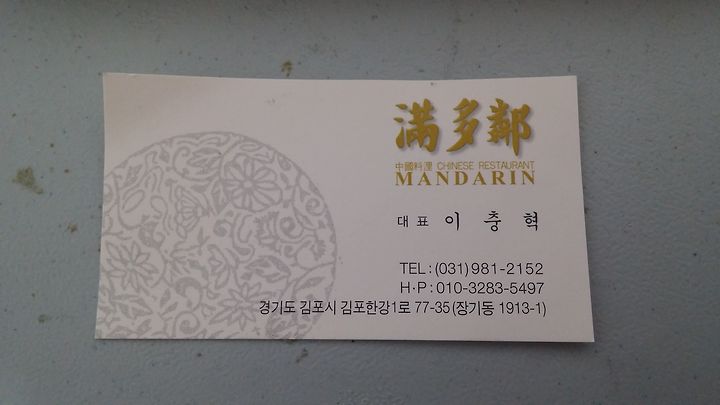 滿多鄰
中國料理 CHINESE RESTAURANT
MANDARIN
대표 이 충 혁
TEL : (031) 981-2152
H·P : 010-3283-5497
경기도 김포시 김포한강1로 77-35 (장기동 1913-1)